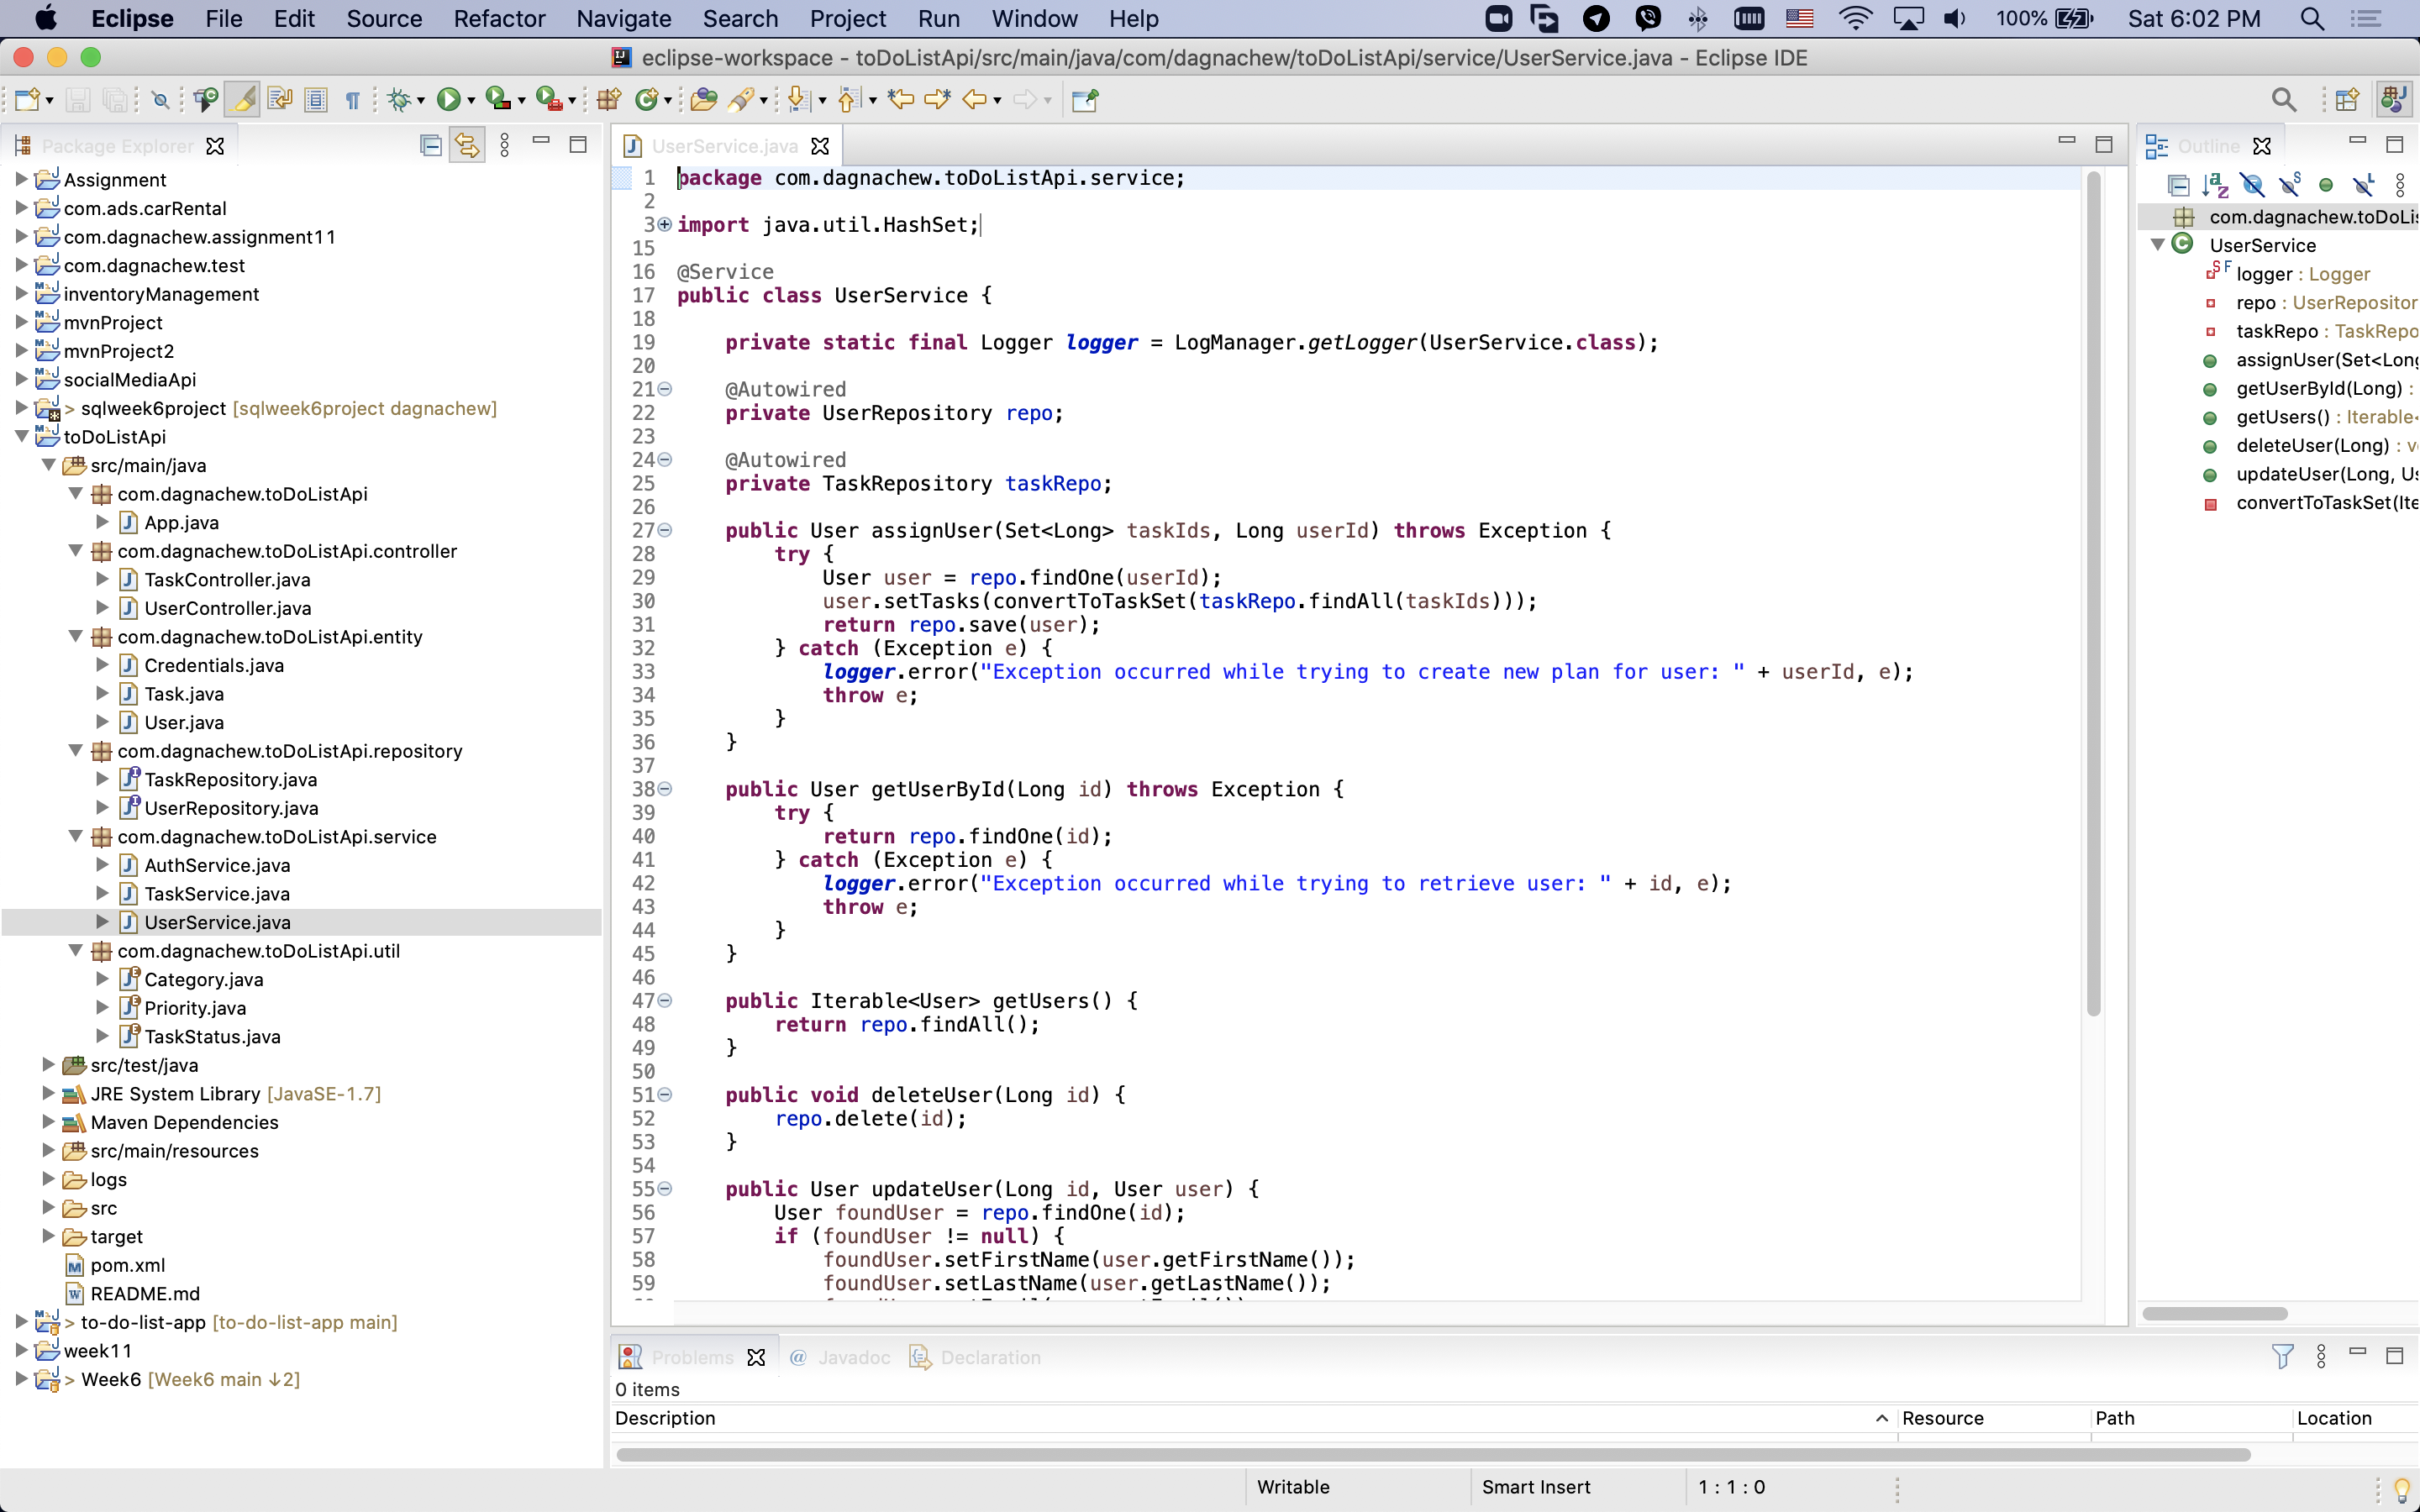 Eclipse File Edit Source Refactor Navigate Search Project Run Window Help 100% Sat 6:02 PM
eclipse-workspace - toDoListApi/src/main/java/com/dagnachew/toDoListApi/service/UserService.java - Eclipse IDE
Package Explorer
Assignment
com.ads.carRental
com.dagnachew.assignment11
com.dagnachew.test
inventoryManagement
mvnProject
mvnProject2
socialMediaApi
> sqlweek6project [sqlweek6project dagnachew]
toDoListApi
src/main/java
com.dagnachew.toDoListApi
App.java
com.dagnachew.toDoListApi.controller
TaskController.java
UserController.java
com.dagnachew.toDoListApi.entity
Credentials.java
Task.java
User.java
com.dagnachew.toDoListApi.repository
TaskRepository.java
UserRepository.java
com.dagnachew.toDoListApi.service
AuthService.java
TaskService.java
UserService.java
com.dagnachew.toDoListApi.util
Category.java
Priority.java
TaskStatus.java
src/test/java
JRE System Library [JavaSE-1.7]
Maven Dependencies
src/main/resources
logs
src
target
pom.xml
README.md
> to-do-list-app [to-do-list-app main]
week11
> Week6 [Week6 main ↓2]
UserService.java
1 package com.dagnachew.toDoListApi.service;
2
3 import java.util.HashSet;
15
16 @Service
17 public class UserService {
18
19 private static final Logger logger = LogManager.getLogger(UserService.class);
20
21 @Autowired
22 private UserRepository repo;
23
24 @Autowired
25 private TaskRepository taskRepo;
26
27 public User assignUser(Set<Long> taskIds, Long userId) throws Exception {
28 try {
29 User user = repo.findOne(userId);
30 user.setTasks(convertToTaskSet(taskRepo.findAll(taskIds)));
31 return repo.save(user);
32 } catch (Exception e) {
33 logger.error("Exception occurred while trying to create new plan for user: " + userId, e);
34 throw e;
35 }
36 }
37
38 public User getUserById(Long id) throws Exception {
39 try {
40 return repo.findOne(id);
41 } catch (Exception e) {
42 logger.error("Exception occurred while trying to retrieve user: " + id, e);
43 throw e;
44 }
45 }
46
47 public Iterable<User> getUsers() {
48 return repo.findAll();
49 }
50
51 public void deleteUser(Long id) {
52 repo.delete(id);
53 }
54
55 public User updateUser(Long id, User user) {
56 User foundUser = repo.findOne(id);
57 if (foundUser != null) {
58 foundUser.setFirstName(user.getFirstName());
59 foundUser.setLastName(user.getLastName());
Outline
com.dagnachew.toDoLi
UserService
logger : Logger
repo : UserRepositor
taskRepo : TaskRepo
assignUser(Set<Long
getUserById(Long) :
getUsers() : Iterable<
deleteUser(Long) : v
updateUser(Long, Us
convertToTaskSet(Ite
Problems @ Javadoc Declaration
0 items
Description Resource Path Location
Writable Smart Insert 1 : 1 : 0